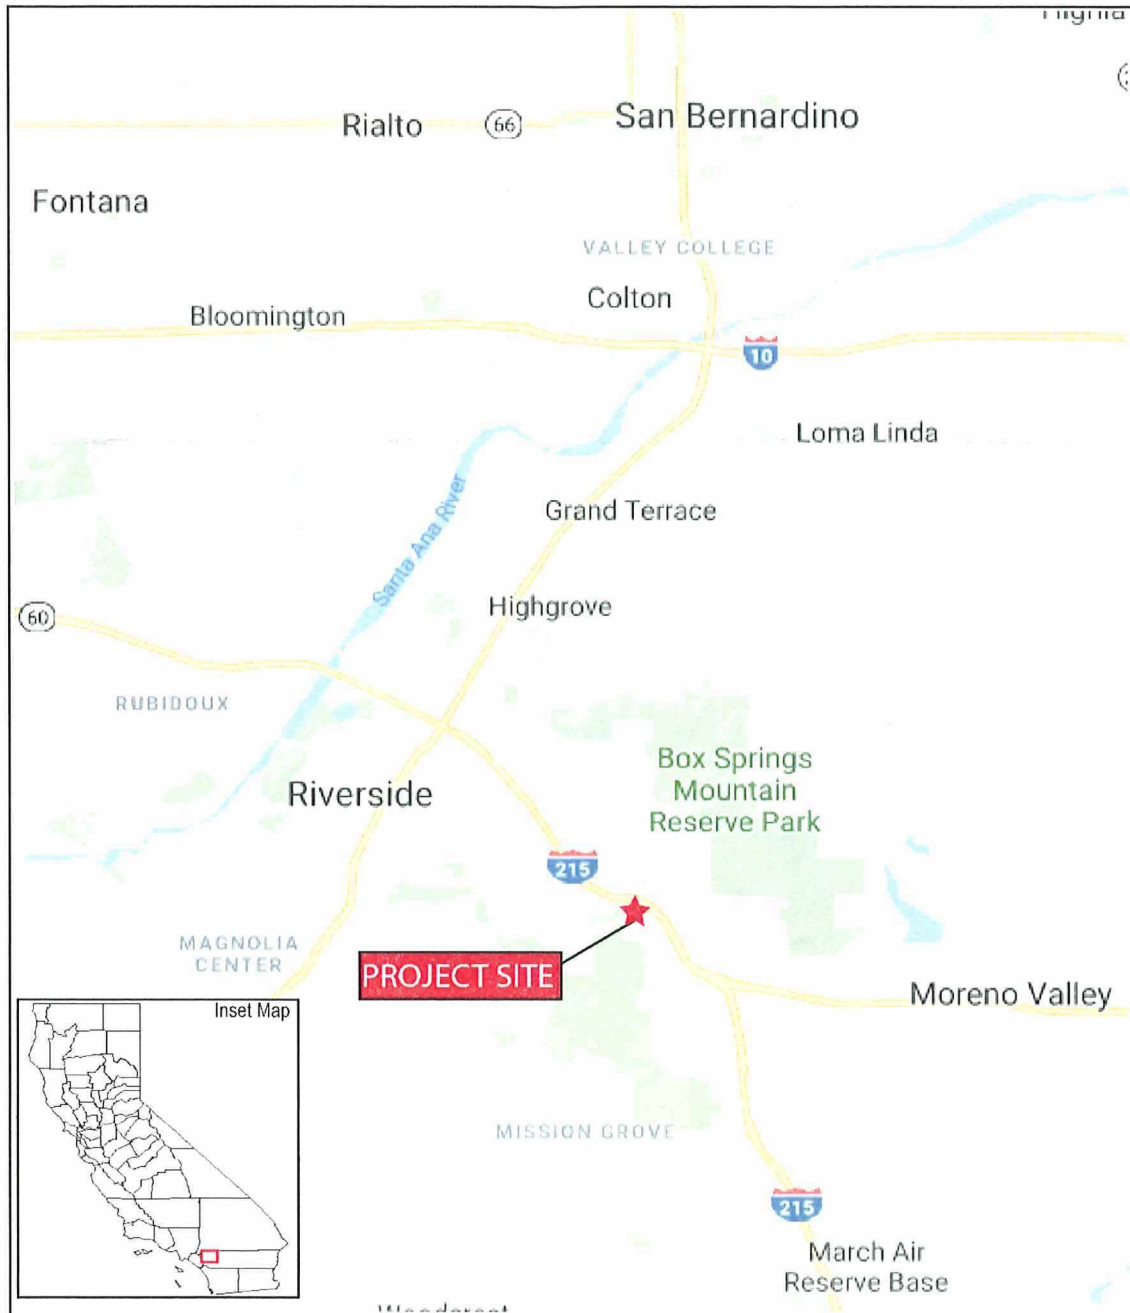 Rialto
66
San Bernardino
Fontana
VALLEY COLLEGE
Colton
Bloomington
10
Loma Linda
Santa Ana River
Grand Terrace
Highgrove
60
RUBIDOUX
Box Springs
Mountain
Reserve Park
Riverside
215
MAGNOLIA
CENTER
PROJECT SITE
Moreno Valley
Inset Map
MISSION GROVE
215
March Air
Reserve Base